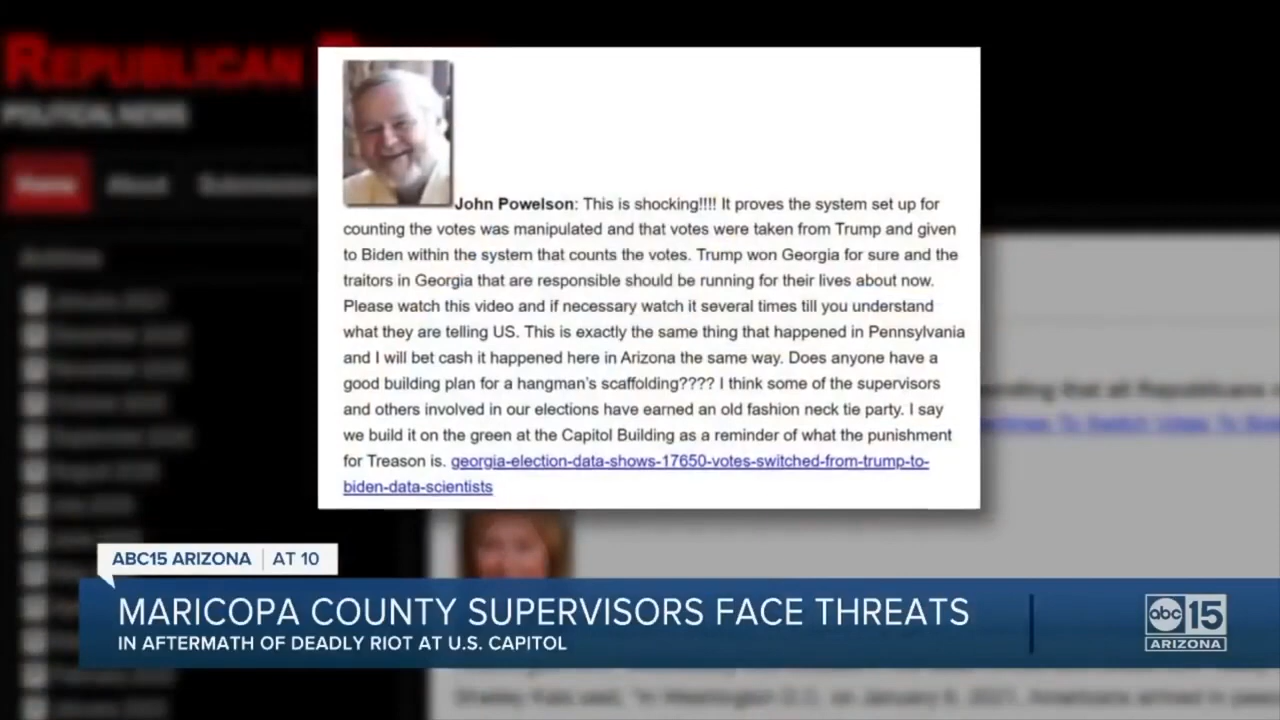 REPUBLICAN
POLITICAL NEWS
Home
About
John Powelson: This is shocking!!!! It proves the system set up for
counting the votes was manipulated and that votes were taken from Trump and given
to Biden within the system that counts the votes. Trump won Georgia for sure and the
traitors in Georgia that are responsible should be running for their lives about now.
Please watch this video and if necessary watch it several times till you understand
what they are telling US. This is exactly the same thing that happened in Pennsylvania
and I will bet cash it happened here in Arizona the same way. Does anyone have a
good building plan for a hangman's scaffolding???? I think some of the supervisors
and others involved in our elections have earned an old fashion neck tie party. I say
we build it on the green at the Capitol Building as a reminder of what the punishment
for Treason is. georgia-election-data-shows-17650-votes-switched-from-trump-to-
biden-data-scientists
that all Republicans
ABC15 ARIZONA | AT 10
MARICOPA COUNTY SUPERVISORS FACE THREATS
IN AFTERMATH OF DEADLY RIOT AT U.S. CAPITOL
abc 15
ARIZONA